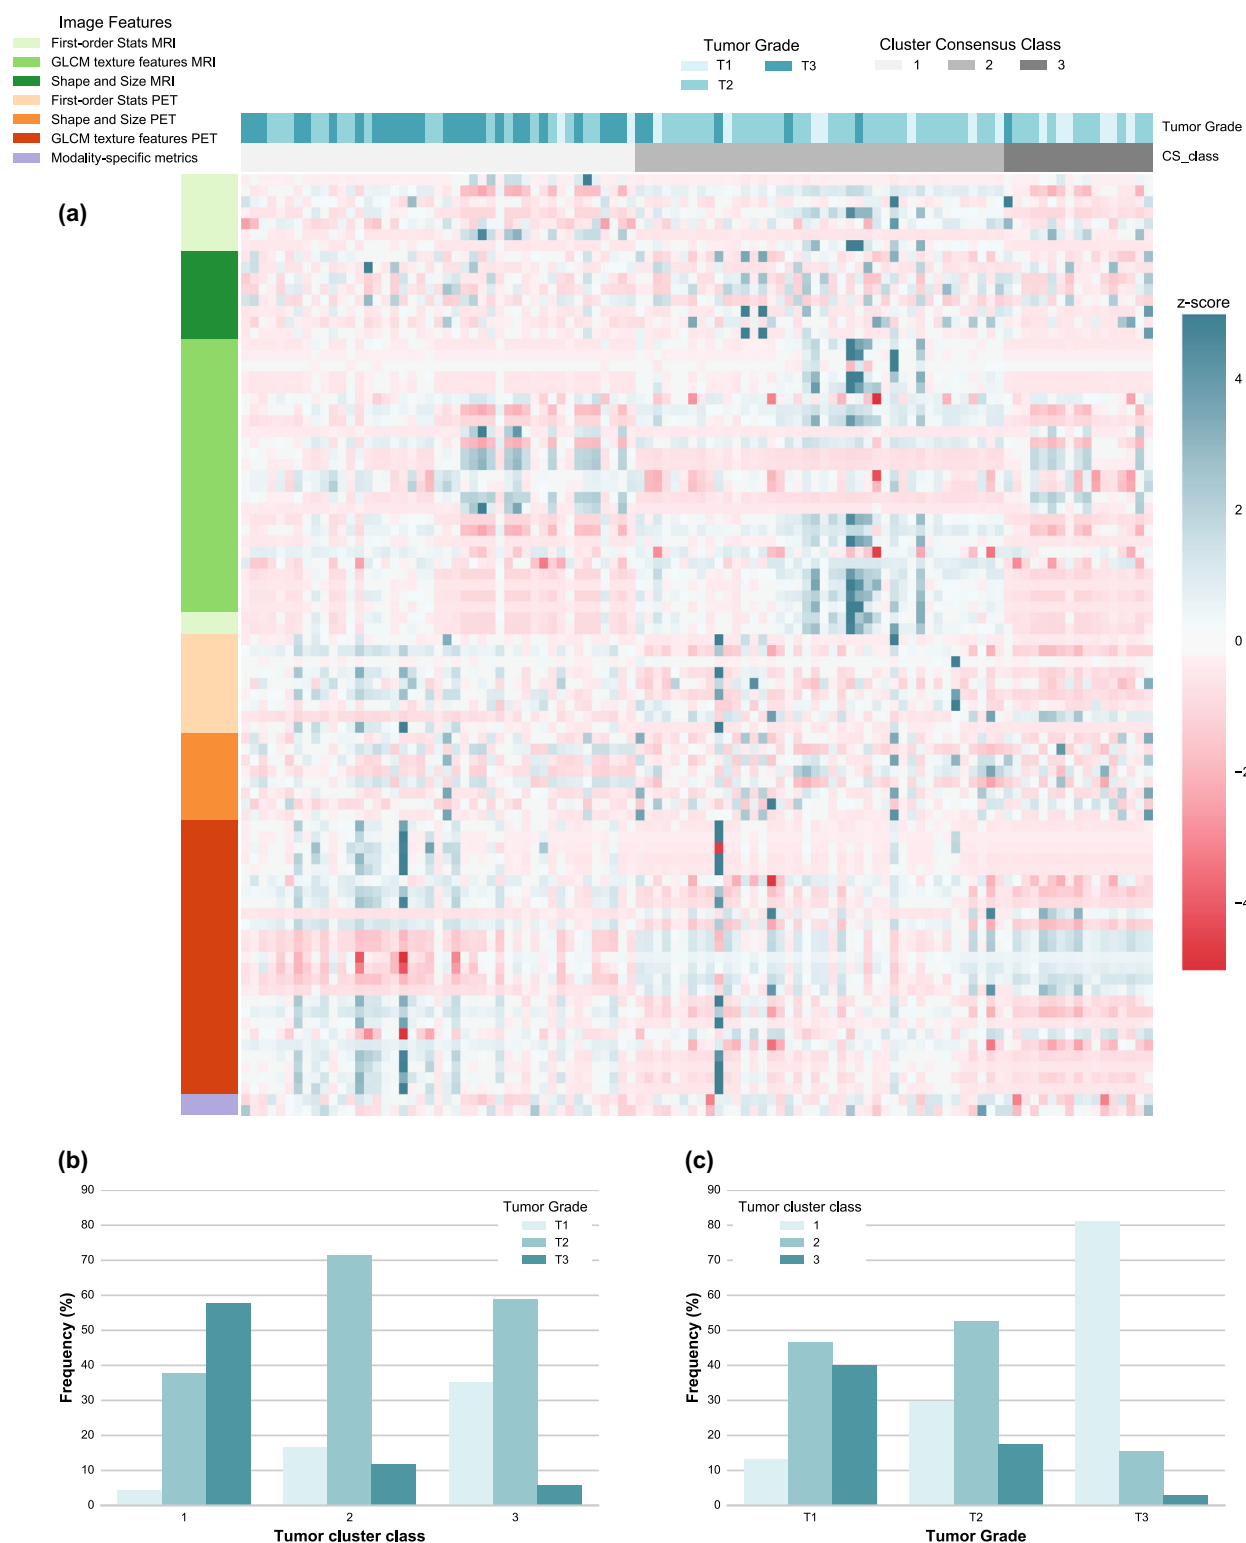 Image Features
First-order Stats MRI
GLCM texture features MRI
Shape and Size MRI
First-order Stats PET
Shape and Size PET
GLCM texture features PET
Modality-specific metrics
Tumor Grade
T1
T3
T2
Cluster Consensus Class
1
2
3
Tumor Grade
CS_class
(a)
z-score
4
2
0
−2
−4
(b)
90
80
70
60
50
40
30
20
10
0
Frequency (%)
Tumor Grade
T1
T2
T3
1
2
3
Tumor cluster class
(c)
90
80
70
60
50
40
30
20
10
0
Frequency (%)
Tumor cluster class
1
2
3
T1
T2
T3
Tumor Grade